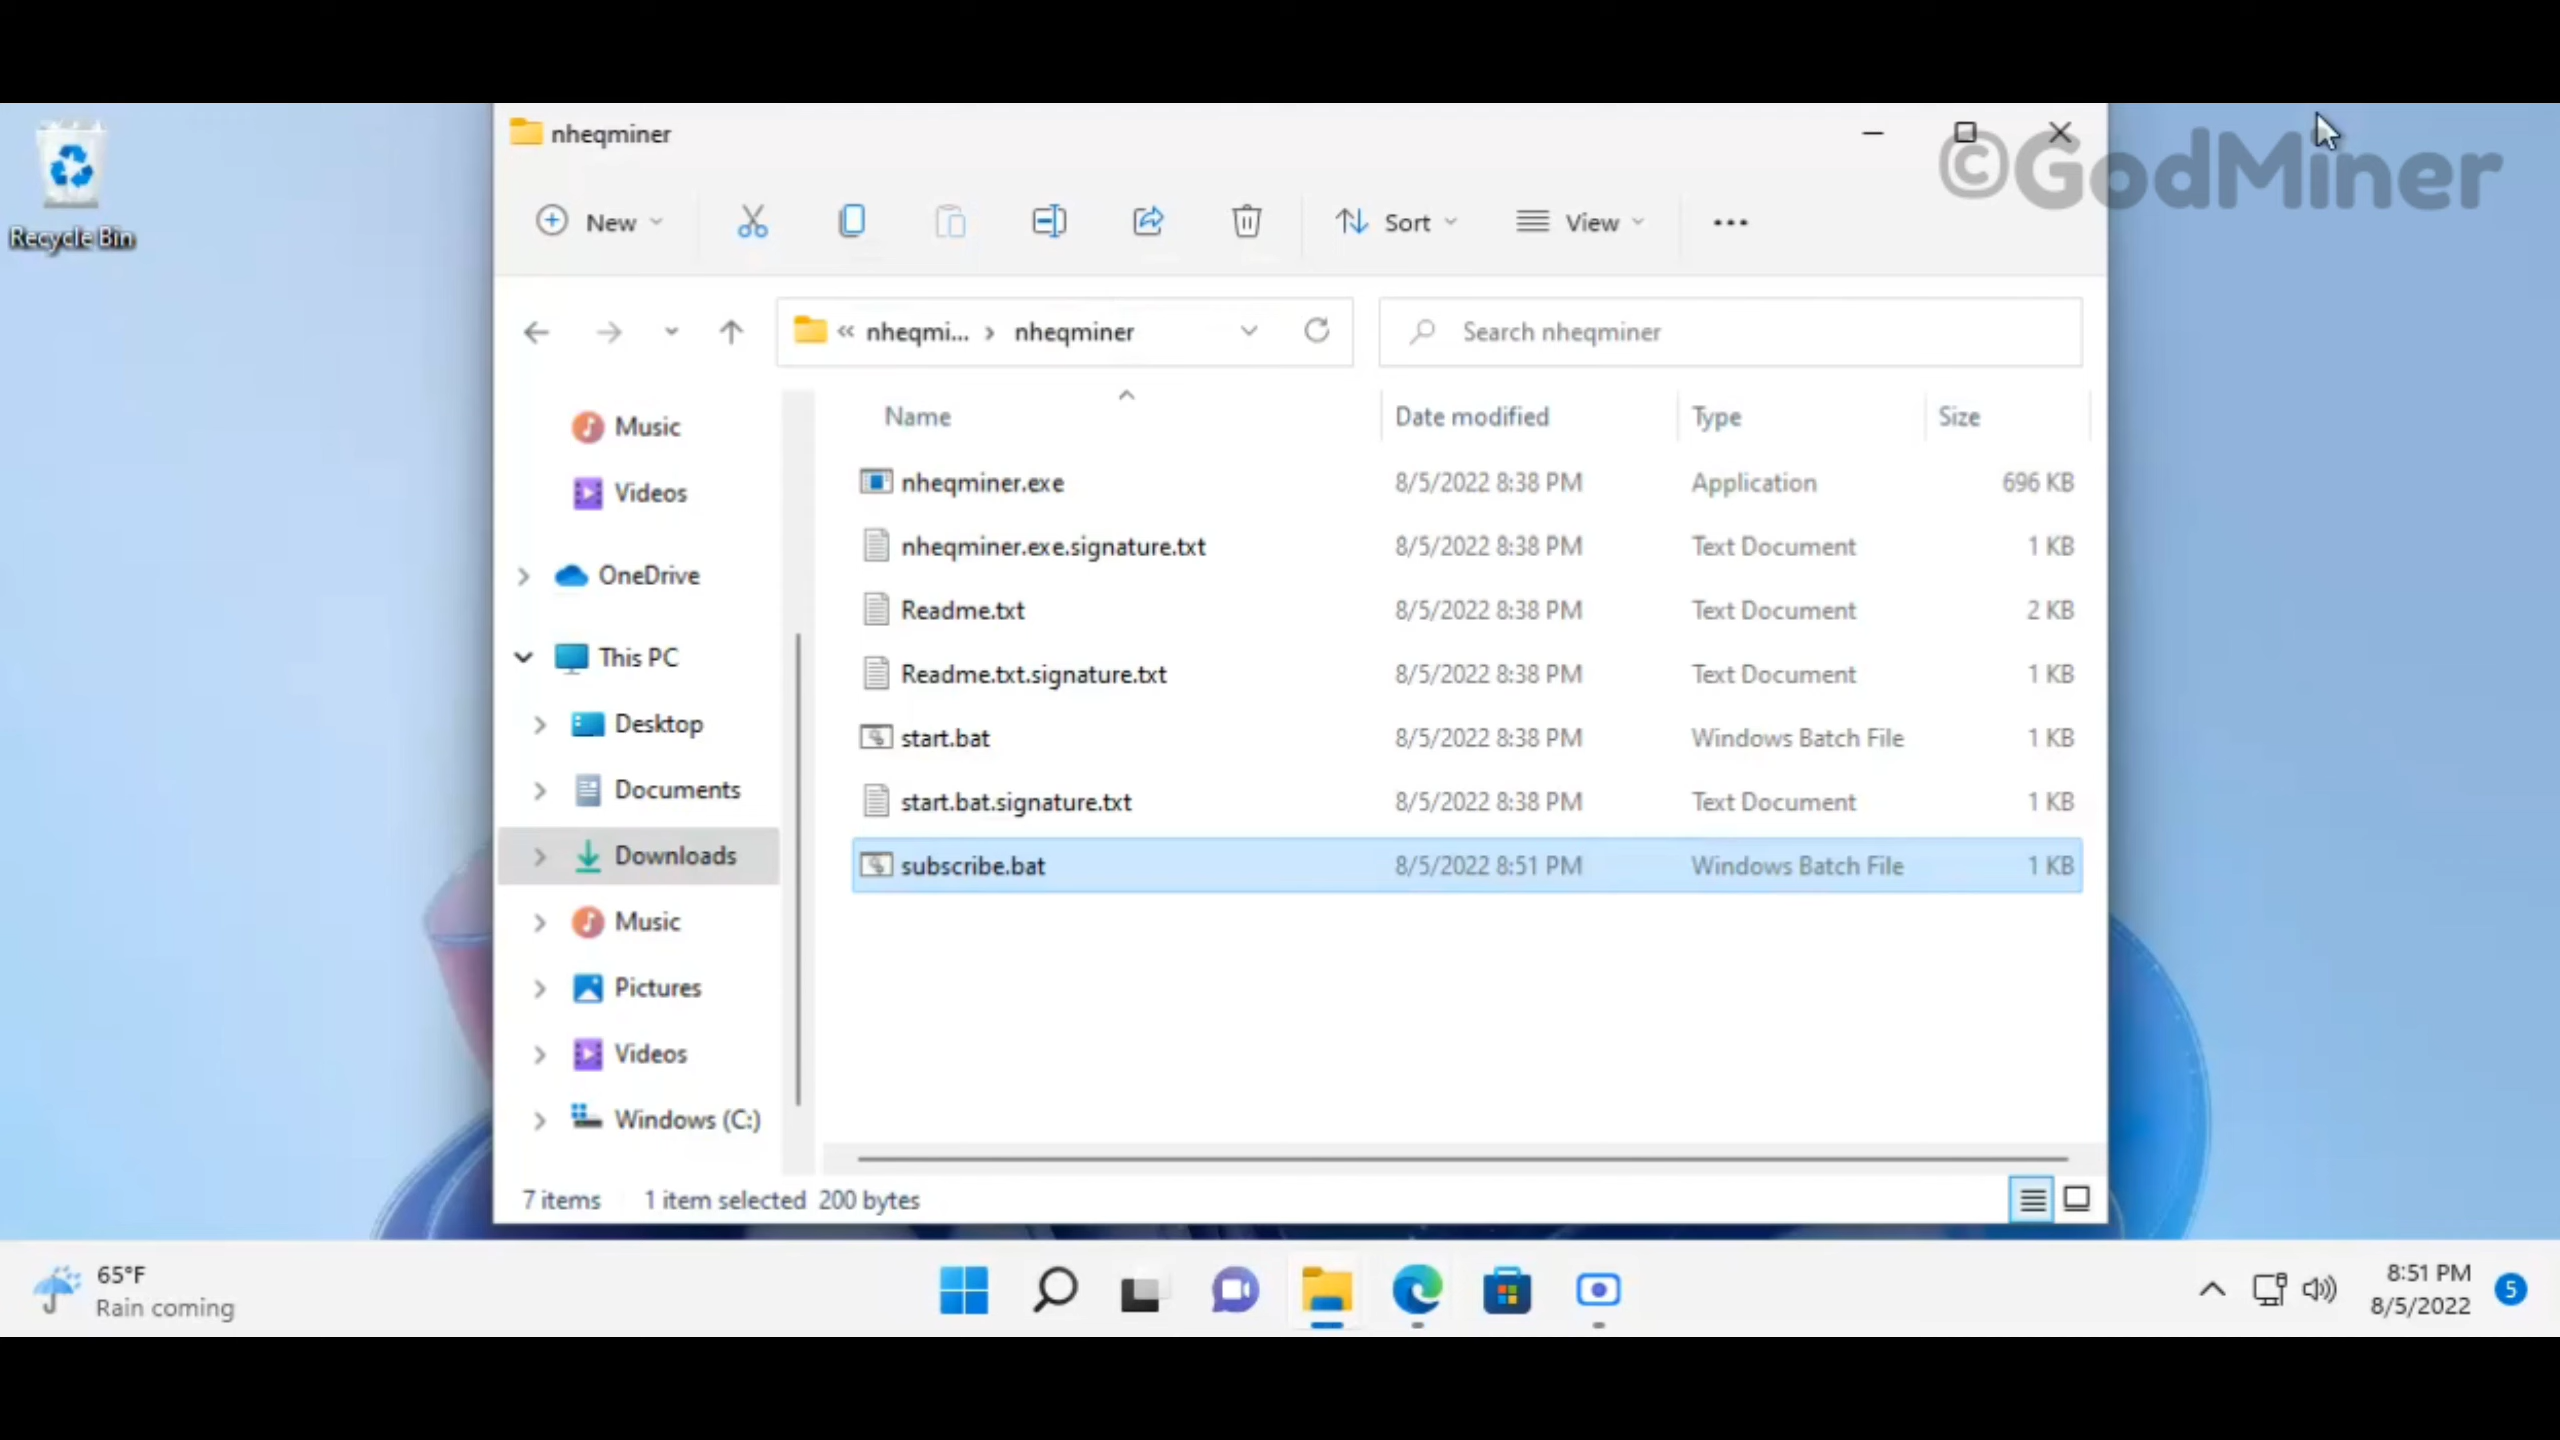 Recycle Bin
nheqminer
©GodMiner
New
Sort
View
« nheqmi... › nheqminer
Search nheqminer
Music
Videos
OneDrive
This PC
Desktop
Documents
Downloads
Music
Pictures
Videos
Windows (C:)
Name Date modified Type Size
nheqminer.exe 8/5/2022 8:38 PM Application 696 KB
nheqminer.exe.signature.txt 8/5/2022 8:38 PM Text Document 1 KB
Readme.txt 8/5/2022 8:38 PM Text Document 2 KB
Readme.txt.signature.txt 8/5/2022 8:38 PM Text Document 1 KB
start.bat 8/5/2022 8:38 PM Windows Batch File 1 KB
start.bat.signature.txt 8/5/2022 8:38 PM Text Document 1 KB
subscribe.bat 8/5/2022 8:51 PM Windows Batch File 1 KB
7 items 1 item selected 200 bytes
65°F
Rain coming
8:51 PM
8/5/2022
5